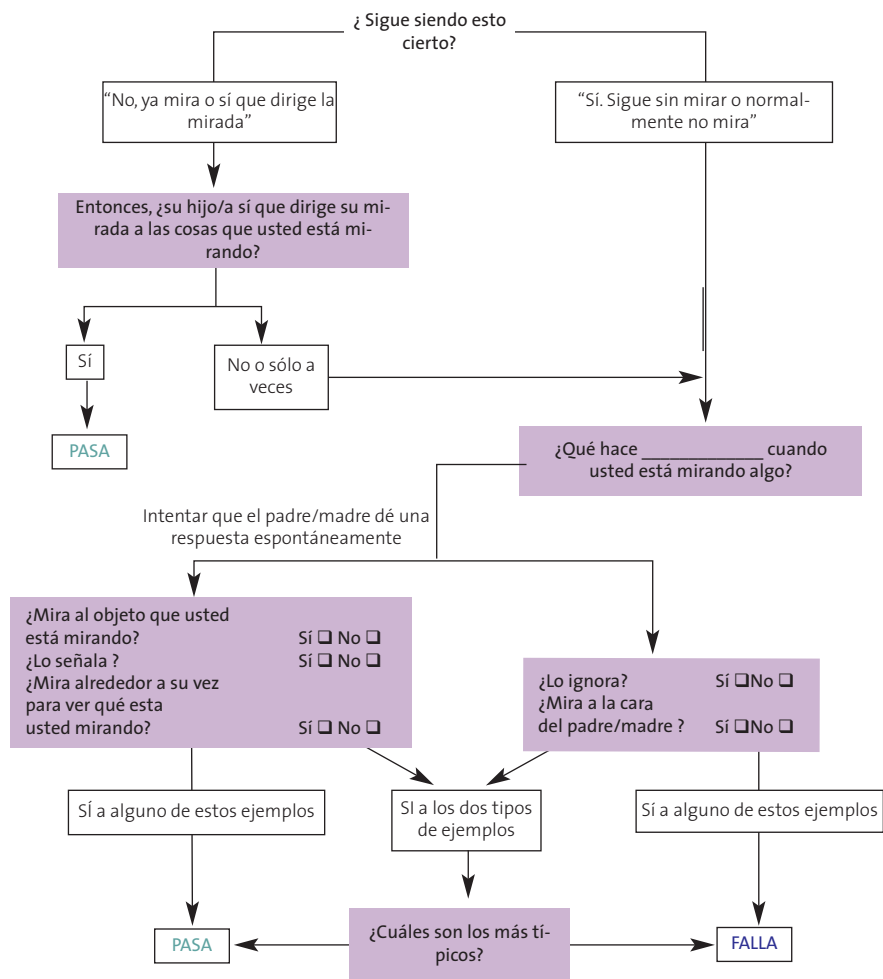 ¿ Sigue siendo esto
cierto?
“No, ya mira o sí que dirige la
mirada”
“Sí. Sigue sin mirar o normal-
mente no mira”
Entonces, ¿su hijo/a sí que dirige su mi-
rada a las cosas que usted está mi-
rando?
Sí
No o sólo a
veces
PASA
¿Qué hace _____________ cuando
usted está mirando algo?
Intentar que el padre/madre dé una
respuesta espontáneamente
¿Mira al objeto que usted
está mirando? Sí ❑ No ❑
¿Lo señala ? Sí ❑ No ❑
¿Mira alrededor a su vez
para ver qué esta
usted mirando? Sí ❑ No ❑
¿Lo ignora? Sí ❑No ❑
¿Mira a la cara
del padre/madre ? Sí ❑No ❑
SÍ a alguno de estos ejemplos
SI a los dos tipos
de ejemplos
Sí a alguno de estos ejemplos
PASA
¿Cuáles son los más tí-
picos?
FALLA